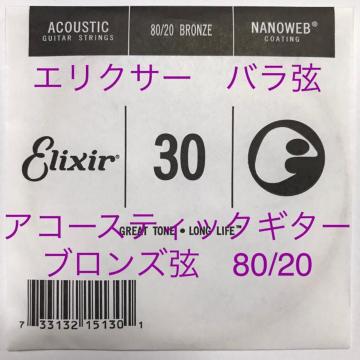 ACOUSTIC
GUITAR STRINGS
80/20 BRONZE
NANOWEB®
COATING
エリクサー　バラ弦
Elixir®
30
アコースティックギター
GREAT TONE • LONG LIFE™
ブロンズ弦　80/20
7 33132 15130 1